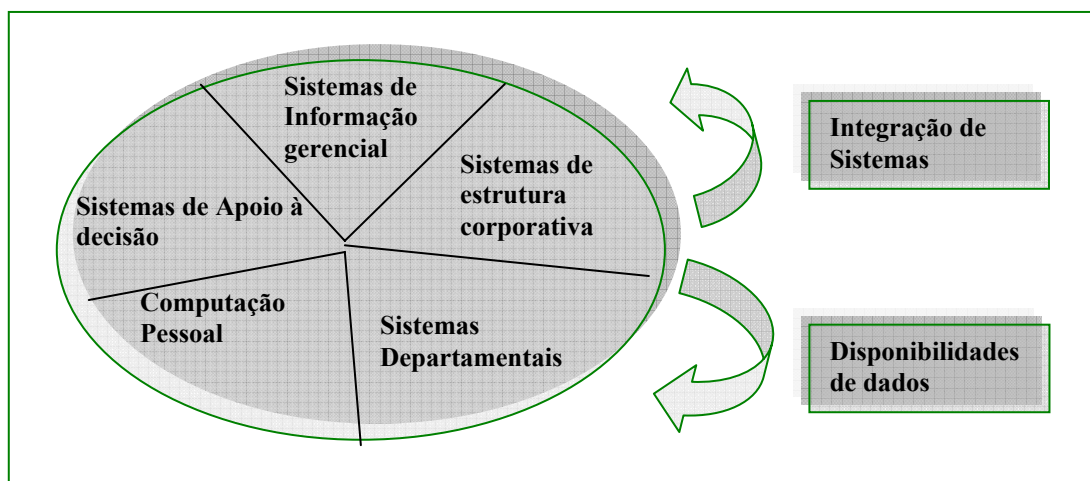 Sistemas de
Informação
gerencial
Sistemas de
estrutura
corporativa
Sistemas de Apoio à
decisão
Computação
Pessoal
Sistemas
Departamentais
Integração de
Sistemas
Disponibilidades
de dados